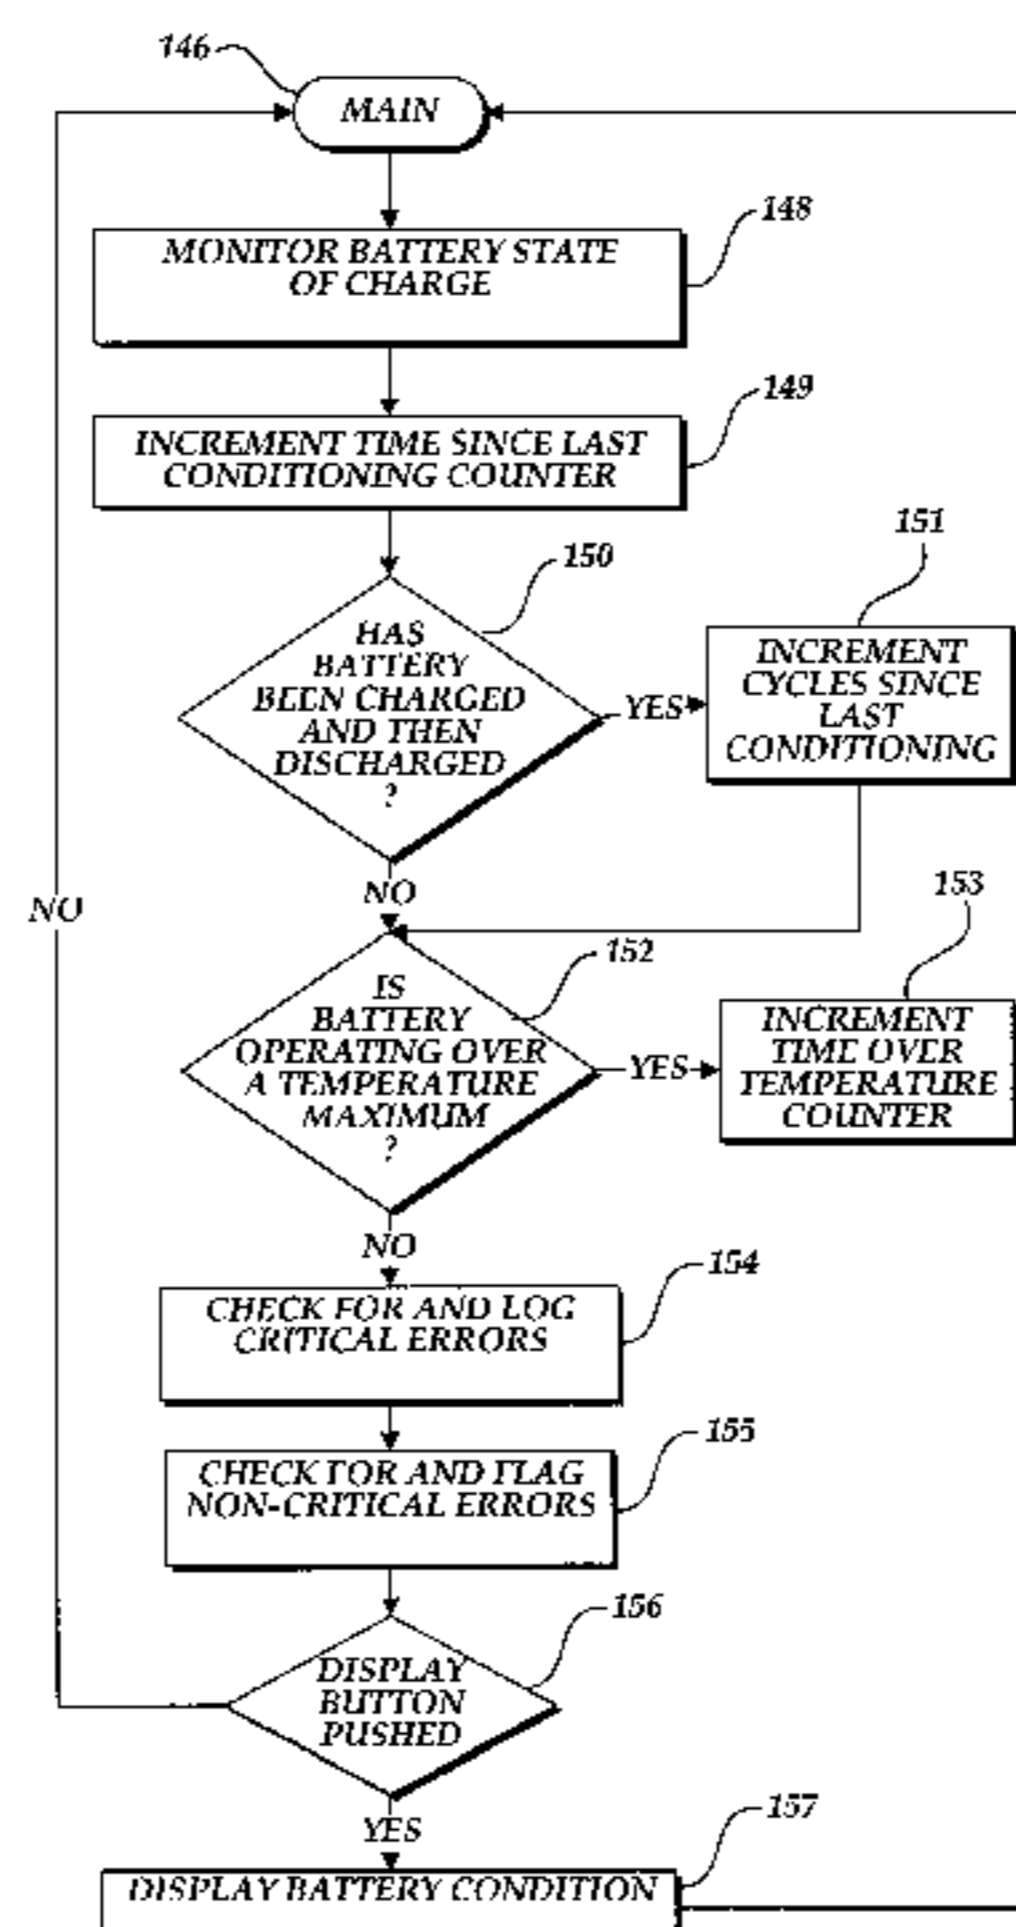 146
MAIN
148
MONITOR BATTERY STATE
OF CHARGE
149
INCREMENT TIME SINCE LAST
CONDITIONING COUNTER
150
HAS
BATTERY
BEEN CHARGED
AND THEN
DISCHARGED
?
YES
151
INCREMENT
CYCLES SINCE
LAST
CONDITIONING
NO
NO
152
IS
BATTERY
OPERATING OVER
A TEMPERATURE
MAXIMUM
?
YES
153
INCREMENT
TIME OVER
TEMPERATURE
COUNTER
NO
154
CHECK FOR AND LOG
CRITICAL ERRORS
155
CHECK FOR AND FLAG
NON-CRITICAL ERRORS
156
DISPLAY
BUTTON
PUSHED
YES
157
DISPLAY BATTERY CONDITION